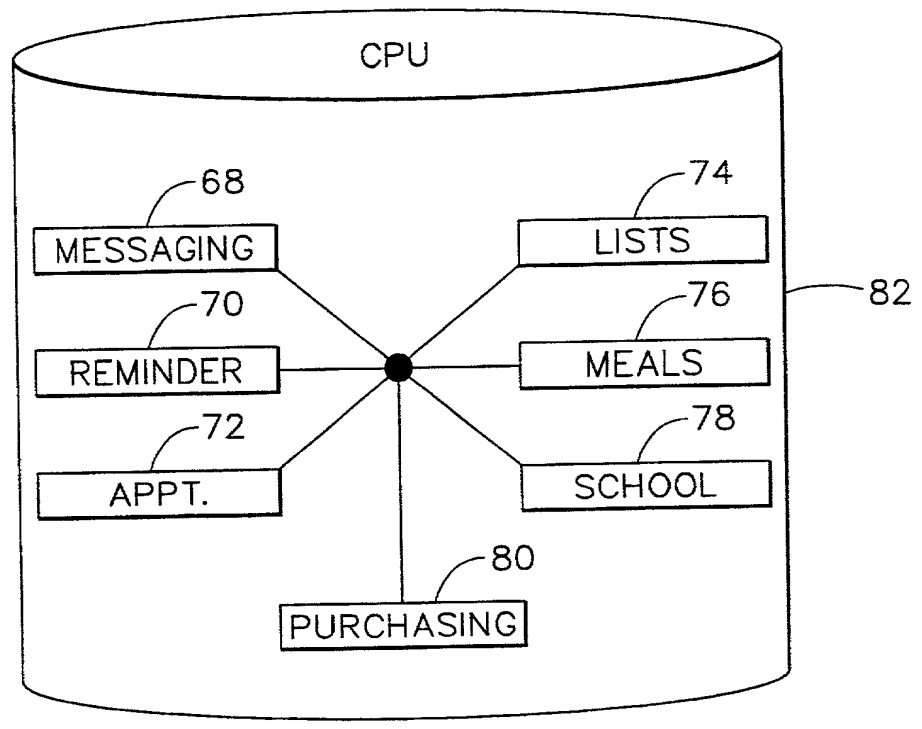 CPU
68
MESSAGING
70
REMINDER
72
APPT.
74
LISTS
76
MEALS
78
SCHOOL
80
PURCHASING
82